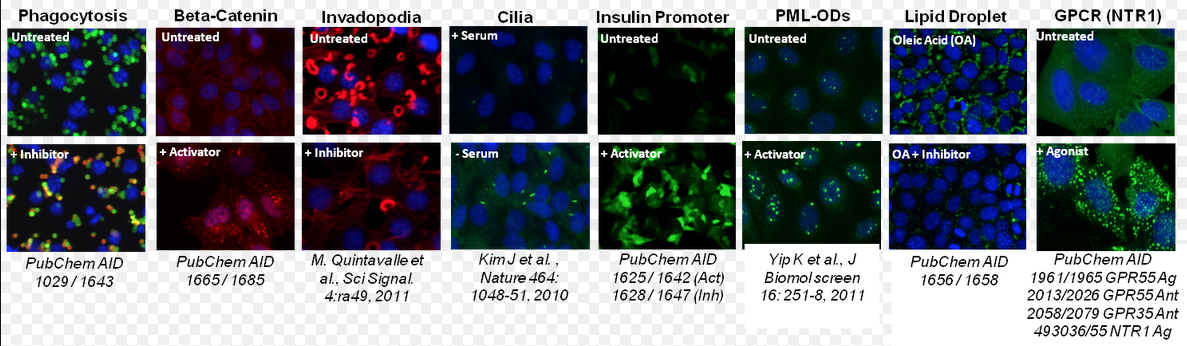 Phagocytosis
Untreated
+ Inhibitor
PubChem AID
1029 / 1643
Beta-Catenin
Untreated
+ Activator
PubChem AID
1665 / 1685
Invadopodia
Untreated
+ Inhibitor
M. Quintavalle et
al., Sci Signal.
4:ra49, 2011
Cilia
+ Serum
- Serum
Kim J et al. ,
Nature 464:
1048-51, 2010
Insulin Promoter
Untreated
+ Activator
PubChem AID
1625 / 1642 (Act)
1628 / 1647 (Inh)
PML-ODs
Untreated
+ Activator
Yip K et al., J
Biomol screen
16: 251-8, 2011
Lipid Droplet
Oleic Acid (OA)
OA + Inhibitor
PubChem AID
1656 / 1658
GPCR (NTR1)
Untreated
+ Agonist
PubChem AID
1961/1965 GPR55 Ag
2013/2026 GPR55 Ant
2058/2079 GPR35 Ant
493036/55 NTR1 Ag